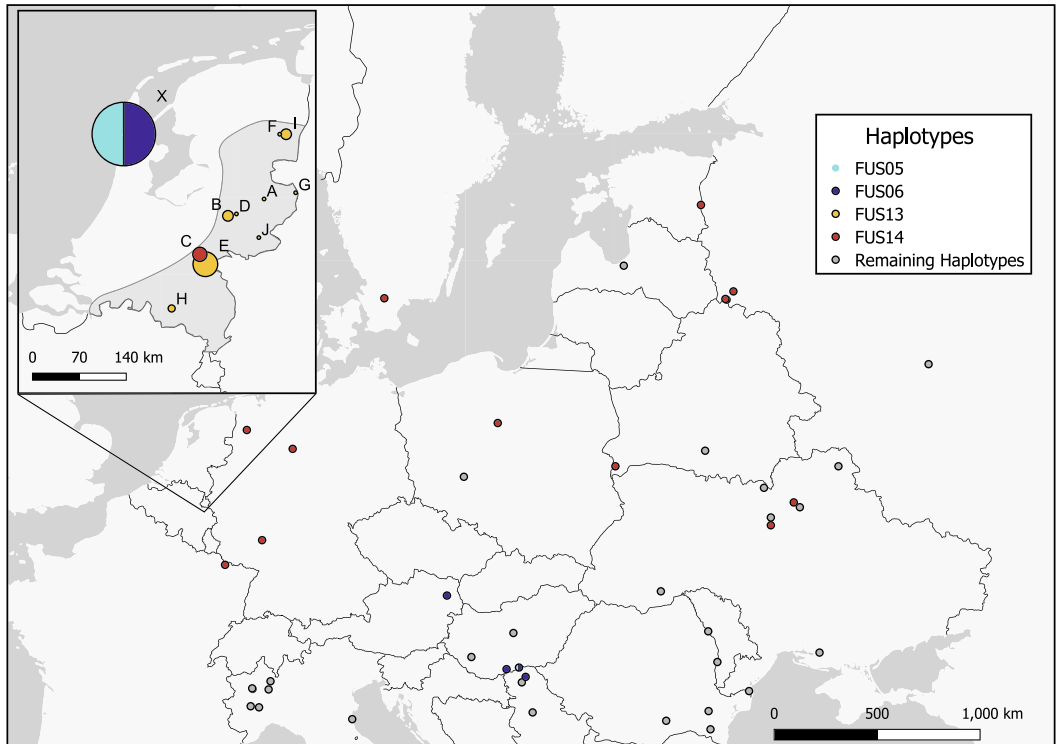 X
F I
G
A
B D
J
C E
H
0 70 140 km
Haplotypes
FUS05
FUS06
FUS13
FUS14
Remaining Haplotypes
0 500 1,000 km